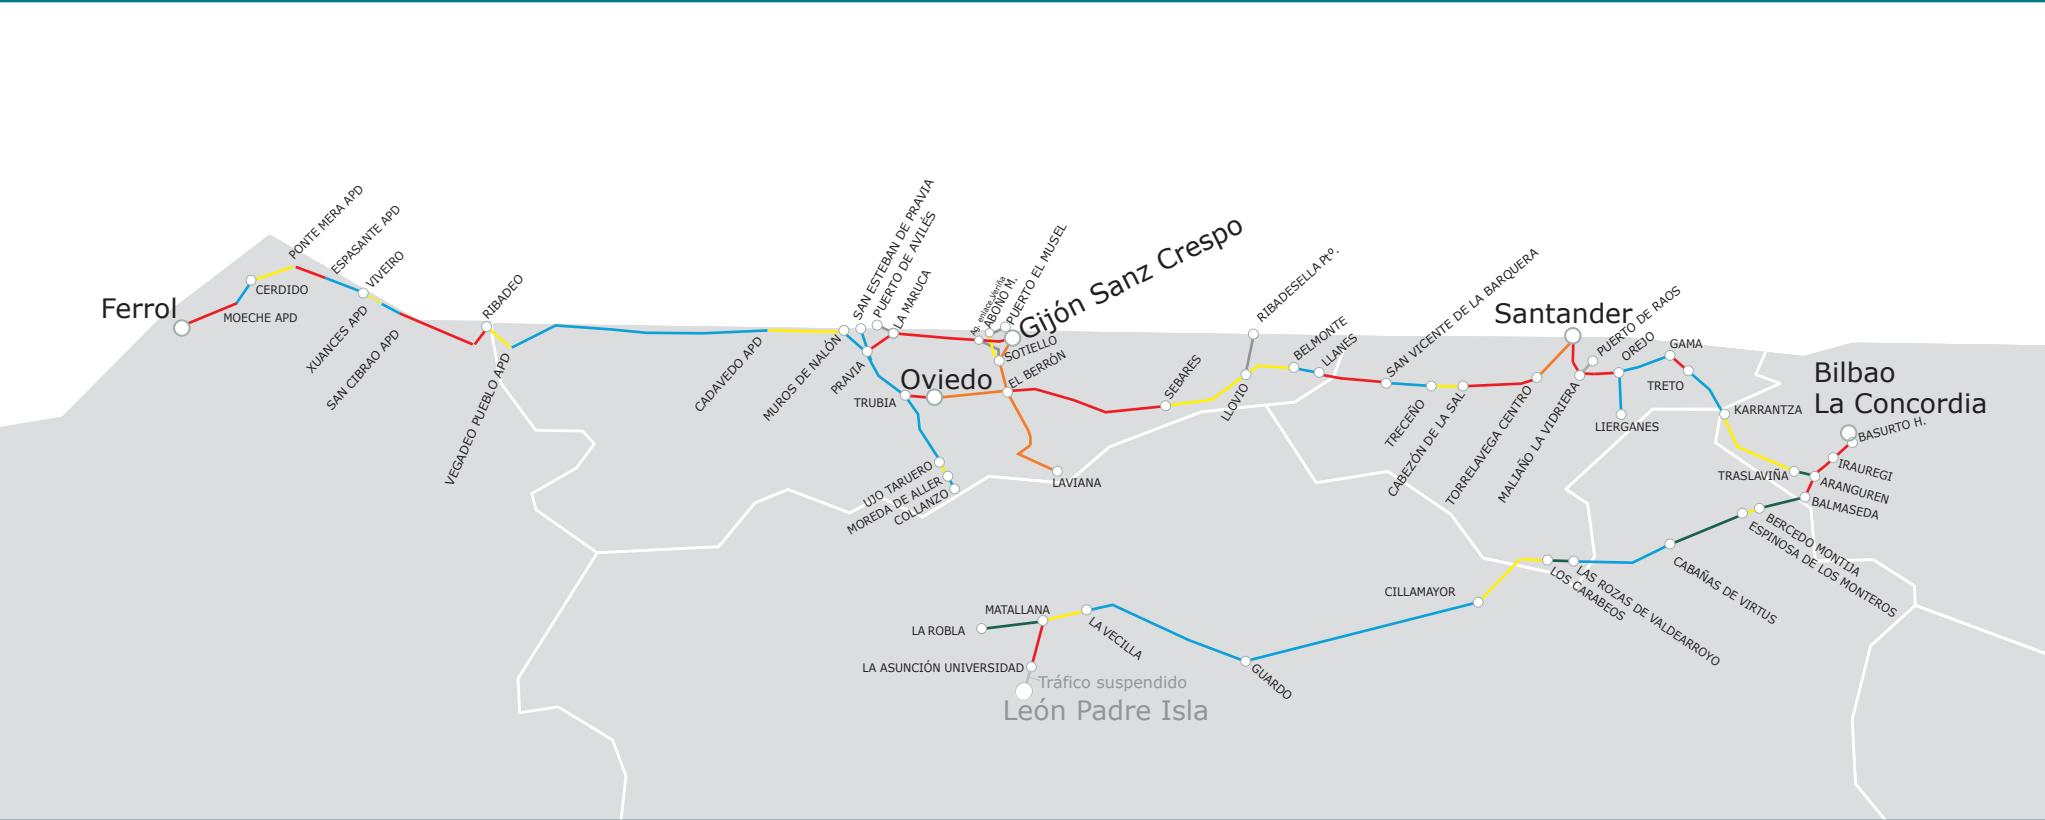 Ferrol
MOECHE APD
CERDIDO
PONTE MERA APD
ESPASANTE APD
VIVEIRO
XUANCES APD
SAN CIBRAO APD
RIBADEO
VEGADEO PUEBLO APD
CADAVEDO APD
MUROS DE NALÓN
SAN ESTEBAN DE PRAVIA
PUERTO DE AVILÉS
LA MARUCA
PRAVIA
TRUBIA
Oviedo
Ag. enlace Veriña
ABOÑO M.
PUERTO EL MUSEL
Gijón Sanz Crespo
SOTIELLO
EL BERRÓN
UJO TARUERO
MOREDA DE ALLER
COLLANZO
LAVIANA
SEBARES
LLOVIO
RIBADESELLA Ptº.
BELMONTE
LLANES
SAN VICENTE DE LA BARQUERA
TRECEÑO
CABEZÓN DE LA SAL
TORRELAVEGA CENTRO
Santander
MALIAÑO LA VIDRIERA
PUERTO DE RAOS
OREJO
LIERGANES
GAMA
TRETO
KARRANTZA
Bilbao
La Concordia
BASURTO H.
IRAUREGI
TRASLAVIÑA
ARANGUREN
BALMASEDA
BERCEDO MONTIJA
ESPINOSA DE LOS MONTEROS
CABAÑAS DE VIRTUS
LAS ROZAS DE VALDEARROYO
LOS CARABEOS
CILLAMAYOR
GUARDO
LA VECILLA
MATALLANA
LA ROBLA
LA ASUNCIÓN UNIVERSIDAD
Tráfico suspendido
León Padre Isla